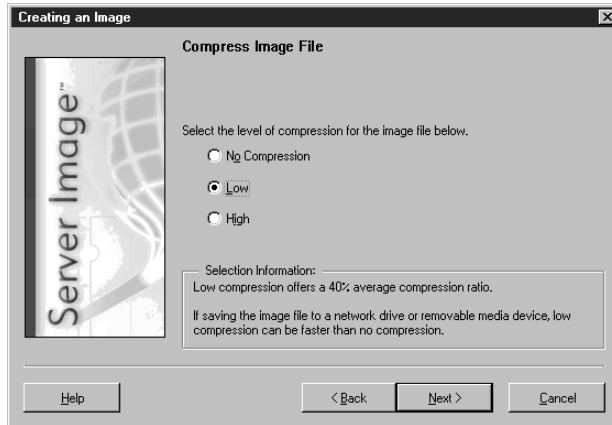 Creating an Image
Compress Image File
Server Image™
Select the level of compression for the image file below.
No Compression
Low
High
Selection Information:
Low compression offers a 40% average compression ratio.
If saving the image file to a network drive or removable media device, low
compression can be faster than no compression.
Help
< Back
Next >
Cancel